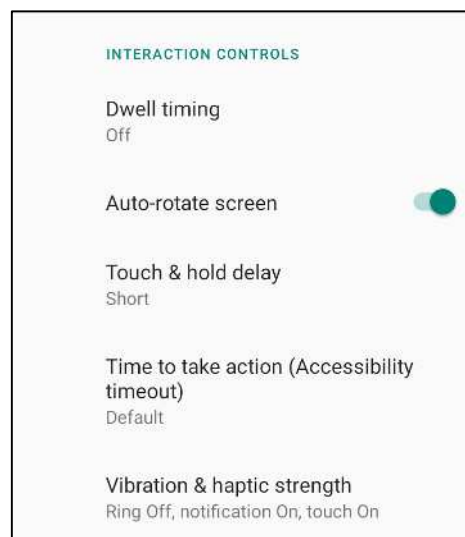 INTERACTION CONTROLS
Dwell timing
Off
Auto-rotate screen
Touch & hold delay
Short
Time to take action (Accessibility
timeout)
Default
Vibration & haptic strength
Ring Off, notification On, touch On